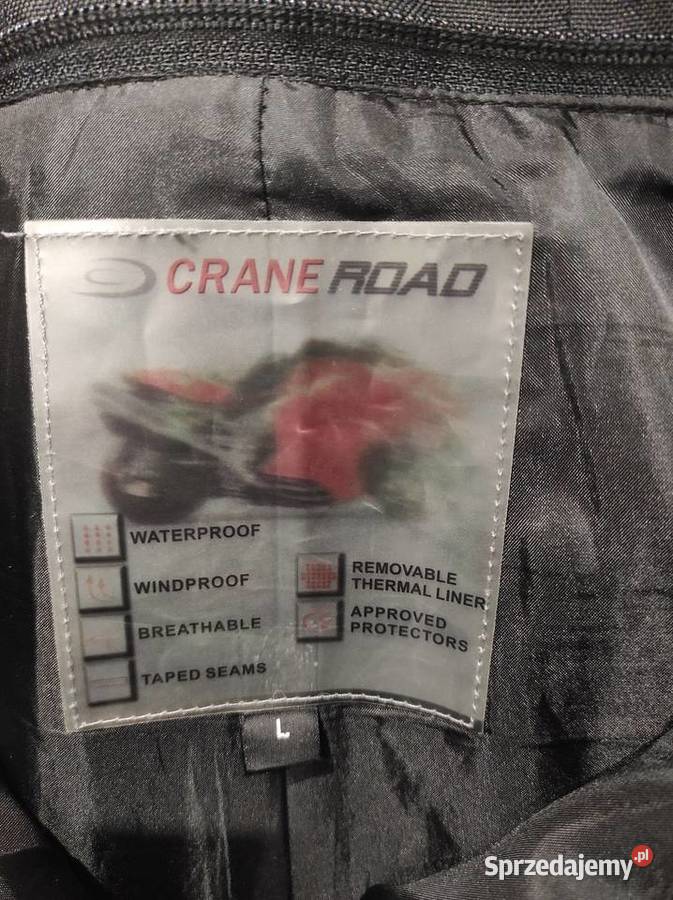 CRANE ROAD
WATERPROOF
WINDPROOF
BREATHABLE
TAPED SEAMS
REMOVABLE
THERMAL LINER
APPROVED
PROTECTORS
L
Sprzedajemy.pl